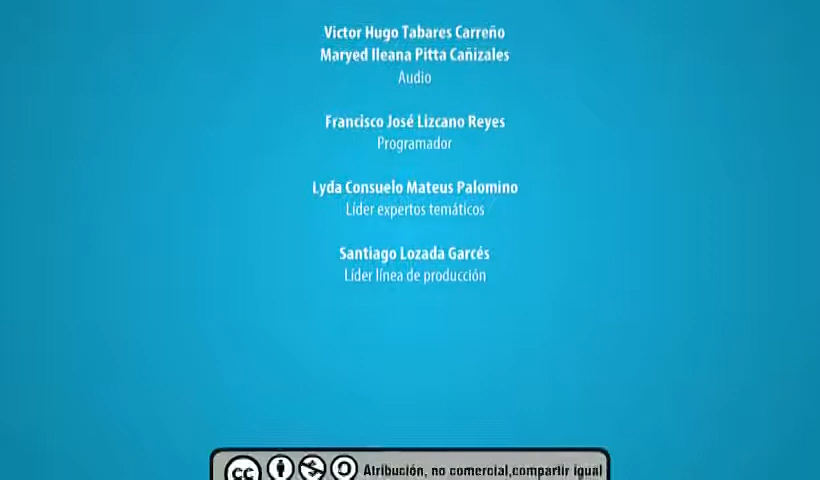 Victor Hugo Tabares Carreño
Maryed Ileana Pitta Cañizales
Audio
Francisco José Lizcano Reyes
Programador
Lyda Consuelo Mateus Palomino
Líder expertos temáticos
Santiago Lozada Garcés
Líder línea de producción
cc Atribución, no comercial,compartir igual